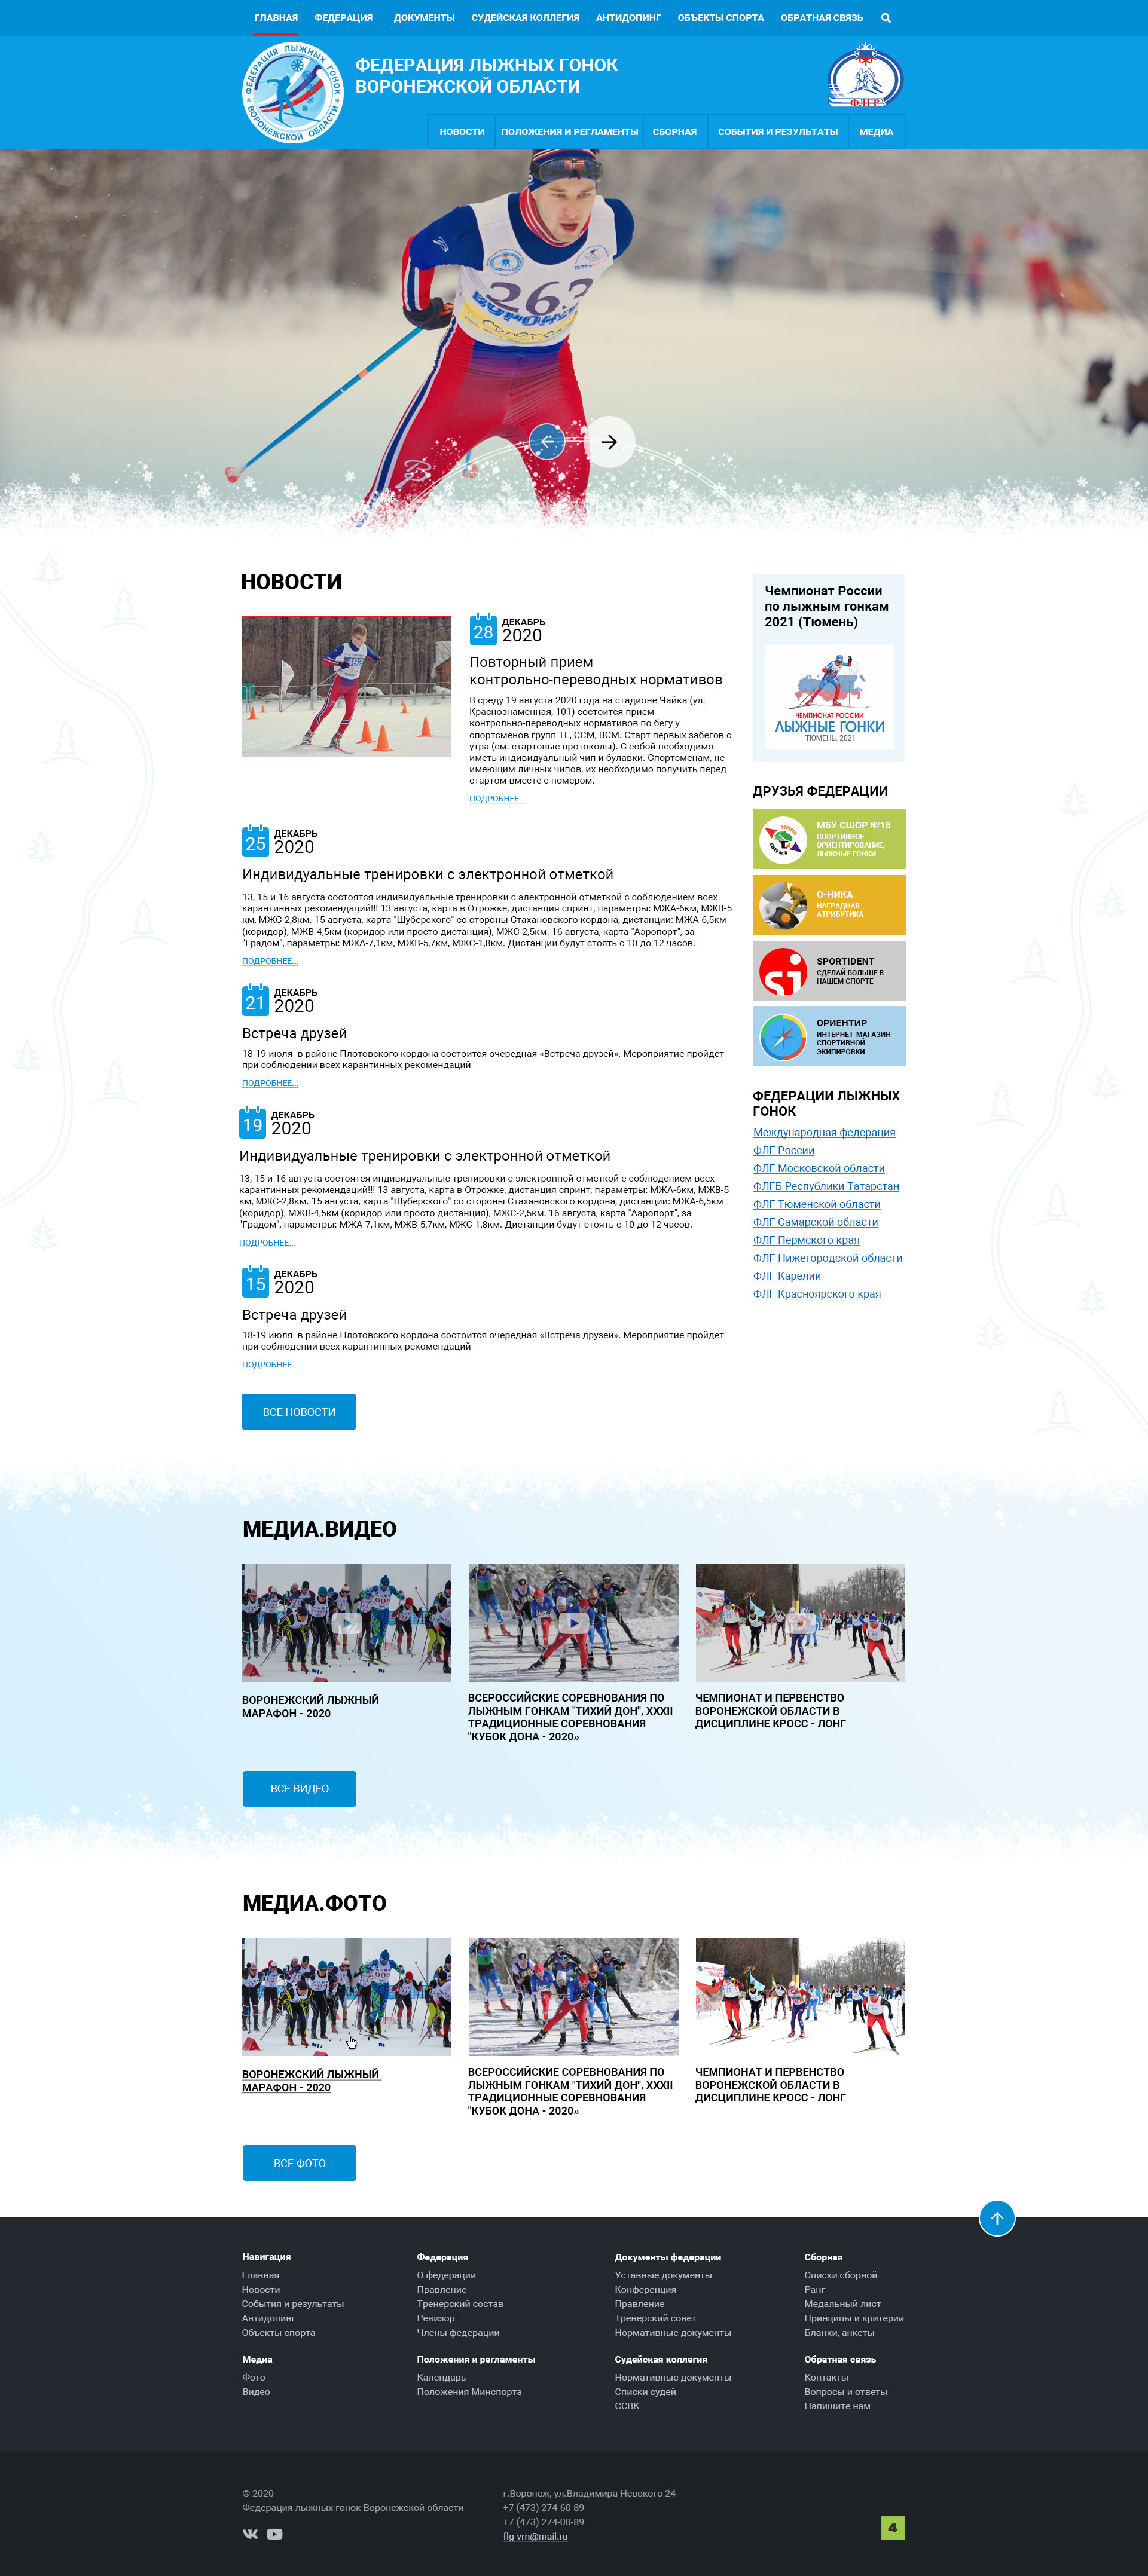 ГЛАВНАЯ ФЕДЕРАЦИЯ ДОКУМЕНТЫ СУДЕЙСКАЯ КОЛЛЕГИЯ АНТИДОПИНГ ОБЪЕКТЫ СПОРТА ОБРАТНАЯ СВЯЗЬ
ФЕДЕРАЦИЯ ЛЫЖНЫХ ГОНОК
ВОРОНЕЖСКОЙ ОБЛАСТИ
ФЕДЕРАЦИЯ ЛЫЖНЫХ ГОНОК
ВОРОНЕЖСКОЙ ОБЛАСТИ
ФЛГР
НОВОСТИ ПОЛОЖЕНИЯ И РЕГЛАМЕНТЫ СБОРНАЯ СОБЫТИЯ И РЕЗУЛЬТАТЫ МЕДИА
263
НОВОСТИ
28 ДЕКАБРЬ
2020
Повторный прием
контрольно-переводных нормативов
В среду 19 августа 2020 года на стадионе Чайка (ул.
Краснознаменная, 101) состоится прием
контрольно-переводных нормативов по бегу у
спортсменов групп ТГ, ССМ, ВСМ. Старт первых забегов с
утра (см. стартовые протоколы). С собой необходимо
иметь индивидуальный чип и булавки. Спортсменам, не
имеющим личных чипов, их необходимо получить перед
стартом вместе с номером.
ПОДРОБНЕЕ...
25 ДЕКАБРЬ
2020
Индивидуальные тренировки с электронной отметкой
13, 15 и 16 августа состоятся индивидуальные тренировки с электронной отметкой с соблюдением всех
карантинных рекомендаций!!! 13 августа, карта в Отрожке, дистанция спринт, параметры: МЖА-6км, МЖВ-5
км, МЖС-2,8км. 15 августа, карта "Шуберского" со стороны Стахановского кордона, дистанции: МЖА-6,5км
(коридор), МЖВ-4,5км (коридор или просто дистанция), МЖС-2,5км. 16 августа, карта "Аэропорт", за
"Градом", параметры: МЖА-7,1км, МЖВ-5,7км, МЖС-1,8км. Дистанции будут стоять с 10 до 12 часов.
ПОДРОБНЕЕ...
21 ДЕКАБРЬ
2020
Встреча друзей
18-19 июля  в районе Плотовского кордона состоится очередная «Встреча друзей». Мероприятие пройдет
при соблюдении всех карантинных рекомендаций
ПОДРОБНЕЕ...
19 ДЕКАБРЬ
2020
Индивидуальные тренировки с электронной отметкой
13, 15 и 16 августа состоятся индивидуальные тренировки с электронной отметкой с соблюдением всех
карантинных рекомендаций!!! 13 августа, карта в Отрожке, дистанция спринт, параметры: МЖА-6км, МЖВ-5
км, МЖС-2,8км. 15 августа, карта "Шуберского" со стороны Стахановского кордона, дистанции: МЖА-6,5км
(коридор), МЖВ-4,5км (коридор или просто дистанция), МЖС-2,5км. 16 августа, карта "Аэропорт", за
"Градом", параметры: МЖА-7,1км, МЖВ-5,7км, МЖС-1,8км. Дистанции будут стоять с 10 до 12 часов.
ПОДРОБНЕЕ...
15 ДЕКАБРЬ
2020
Встреча друзей
18-19 июля  в районе Плотовского кордона состоится очередная «Встреча друзей». Мероприятие пройдет
при соблюдении всех карантинных рекомендаций
ПОДРОБНЕЕ...
ВСЕ НОВОСТИ
Чемпионат России
по лыжным гонкам
2021 (Тюмень)
ЧЕМПИОНАТ РОССИИ
ЛЫЖНЫЕ ГОНКИ
ТЮМЕНЬ. 2021
ДРУЗЬЯ ФЕДЕРАЦИИ
МБУ СШОР №18
СПОРТИВНОЕ
ОРИЕНТИРОВАНИЕ,
ЛЫЖНЫЕ ГОНКИ
О-НИКА
НАГРАДНАЯ
АТРИБУТИКА
si
SPORTIDENT
СДЕЛАЙ БОЛЬШЕ В
НАШЕМ СПОРТЕ
ОРИЕНТИР
ИНТЕРНЕТ-МАГАЗИН
СПОРТИВНОЙ
ЭКИПИРОВКИ
ФЕДЕРАЦИИ ЛЫЖНЫХ
ГОНОК
Международная федерация
ФЛГ России
ФЛГ Московской области
ФЛГБ Республики Татарстан
ФЛГ Тюменской области
ФЛГ Самарской области
ФЛГ Пермского края
ФЛГ Нижегородской области
ФЛГ Карелии
ФЛГ Красноярского края
МЕДИА.ВИДЕО
ВОРОНЕЖСКИЙ ЛЫЖНЫЙ
МАРАФОН - 2020
ВСЕРОССИЙСКИЕ СОРЕВНОВАНИЯ ПО
ЛЫЖНЫМ ГОНКАМ "ТИХИЙ ДОН", XXXII
ТРАДИЦИОННЫЕ СОРЕВНОВАНИЯ
"КУБОК ДОНА - 2020»
ЧЕМПИОНАТ И ПЕРВЕНСТВО
ВОРОНЕЖСКОЙ ОБЛАСТИ В
ДИСЦИПЛИНЕ КРОСС - ЛОНГ
ВСЕ ВИДЕО
МЕДИА.ФОТО
ВОРОНЕЖСКИЙ ЛЫЖНЫЙ
МАРАФОН - 2020
ВСЕРОССИЙСКИЕ СОРЕВНОВАНИЯ ПО
ЛЫЖНЫМ ГОНКАМ "ТИХИЙ ДОН", XXXII
ТРАДИЦИОННЫЕ СОРЕВНОВАНИЯ
"КУБОК ДОНА - 2020»
ЧЕМПИОНАТ И ПЕРВЕНСТВО
ВОРОНЕЖСКОЙ ОБЛАСТИ В
ДИСЦИПЛИНЕ КРОСС - ЛОНГ
ВСЕ ФОТО
Навигация
Главная
Новости
События и результаты
Антидопинг
Объекты спорта
Федерация
О федерации
Правление
Тренерский состав
Ревизор
Члены федерации
Документы федерации
Уставные документы
Конференция
Правление
Тренерский совет
Нормативные документы
Сборная
Списки сборной
Ранг
Медальный лист
Принципы и критерии
Бланки, анкеты
Медиа
Фото
Видео
Положения и регламенты
Календарь
Положения Минспорта
Судейская коллегия
Нормативные документы
Списки судей
ССВК
Обратная связь
Контакты
Вопросы и ответы
Напишите нам
© 2020
Федерация лыжных гонок Воронежской области
г.Воронеж, ул.Владимира Невского 24
+7 (473) 274-60-89
+7 (473) 274-00-89
flg-vrn@mail.ru
4